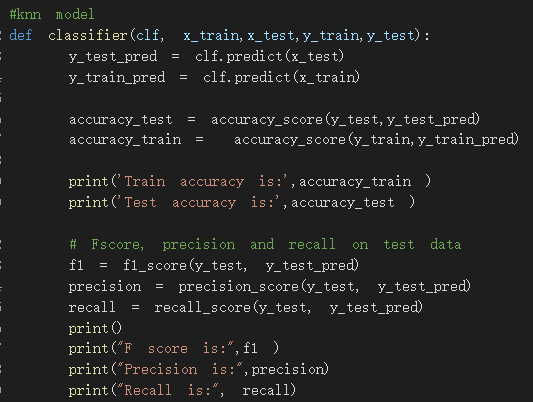 #knn model
def classifier(clf, x_train,x_test,y_train,y_test):
    y_test_pred = clf.predict(x_test)
    y_train_pred = clf.predict(x_train)

    accuracy_test = accuracy_score(y_test,y_test_pred)
    accuracy_train = accuracy_score(y_train,y_train_pred)

    print('Train accuracy is:',accuracy_train )
    print('Test accuracy is:',accuracy_test )

    # Fscore, precision and recall on test data
    f1 = f1_score(y_test, y_test_pred)
    precision = precision_score(y_test, y_test_pred)
    recall = recall_score(y_test, y_test_pred)
    print()
    print("F score is:",f1 )
    print("Precision is:",precision)
    print("Recall is:", recall)